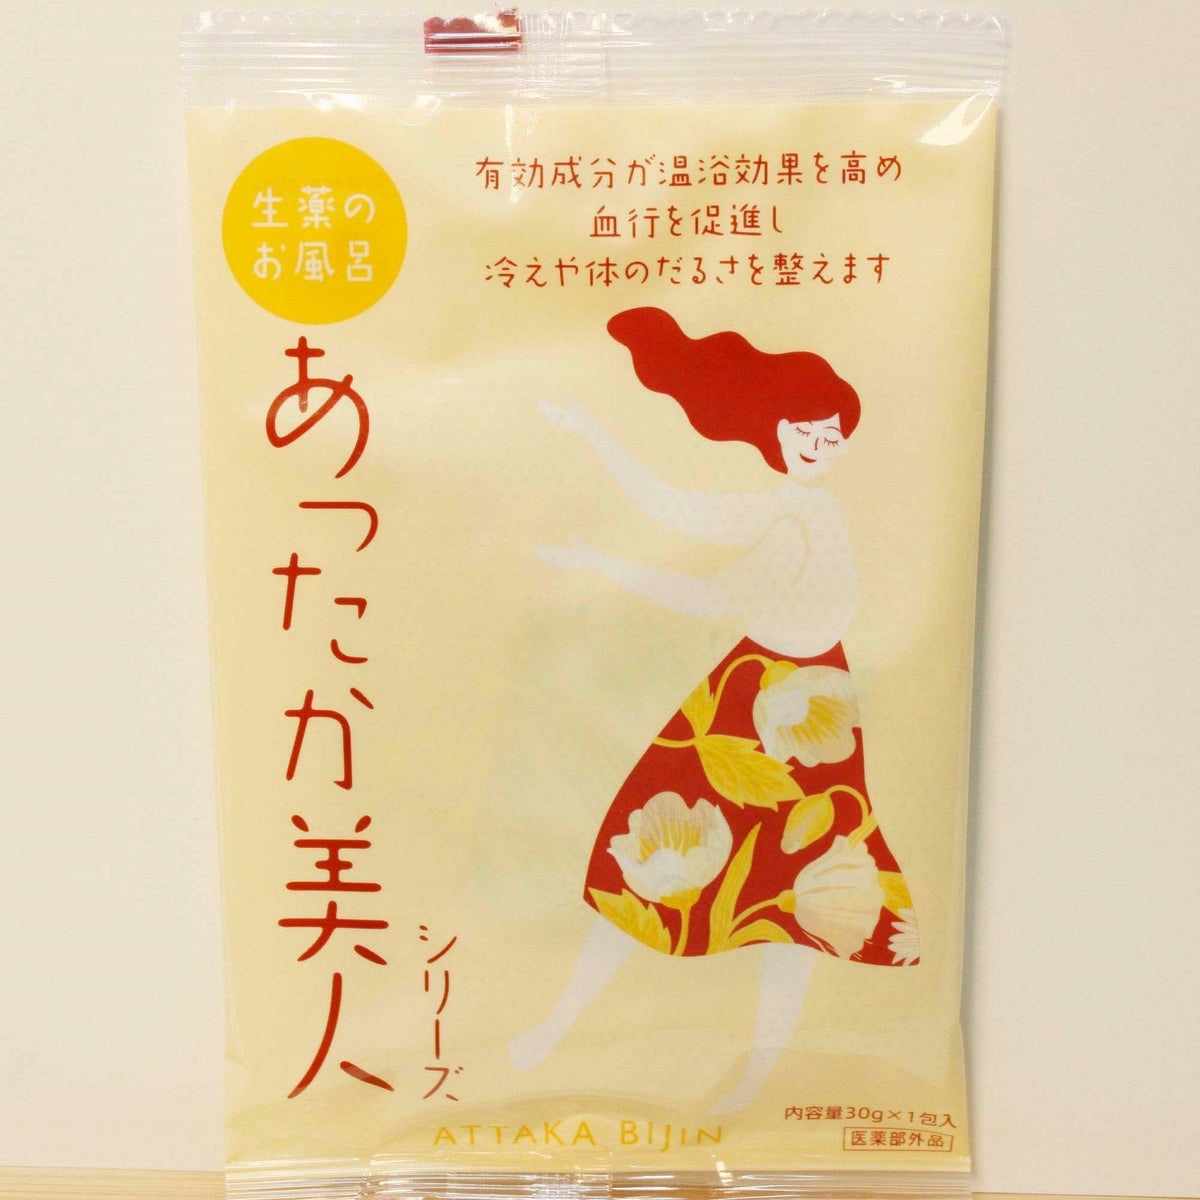 生薬の
お風呂
有効成分が温浴効果を高め
血行を促進し
冷えや体のだるさを整えます
あったか美人
シリーズ
ATTAKA BIJIN
内容量30g×1包入
医薬部外品